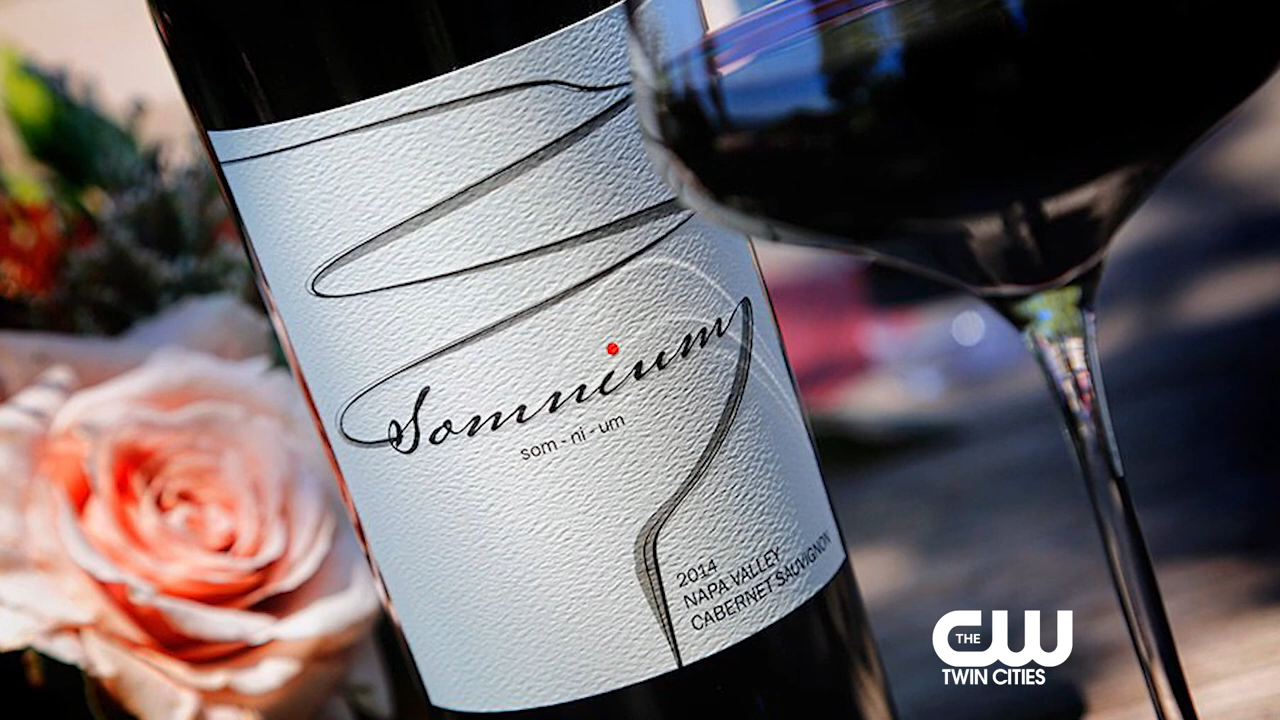 Somnium
som-ni-um
2014
NAPA VALLEY
CABERNET SAUVIGNON
THE CW
TWIN CITIES